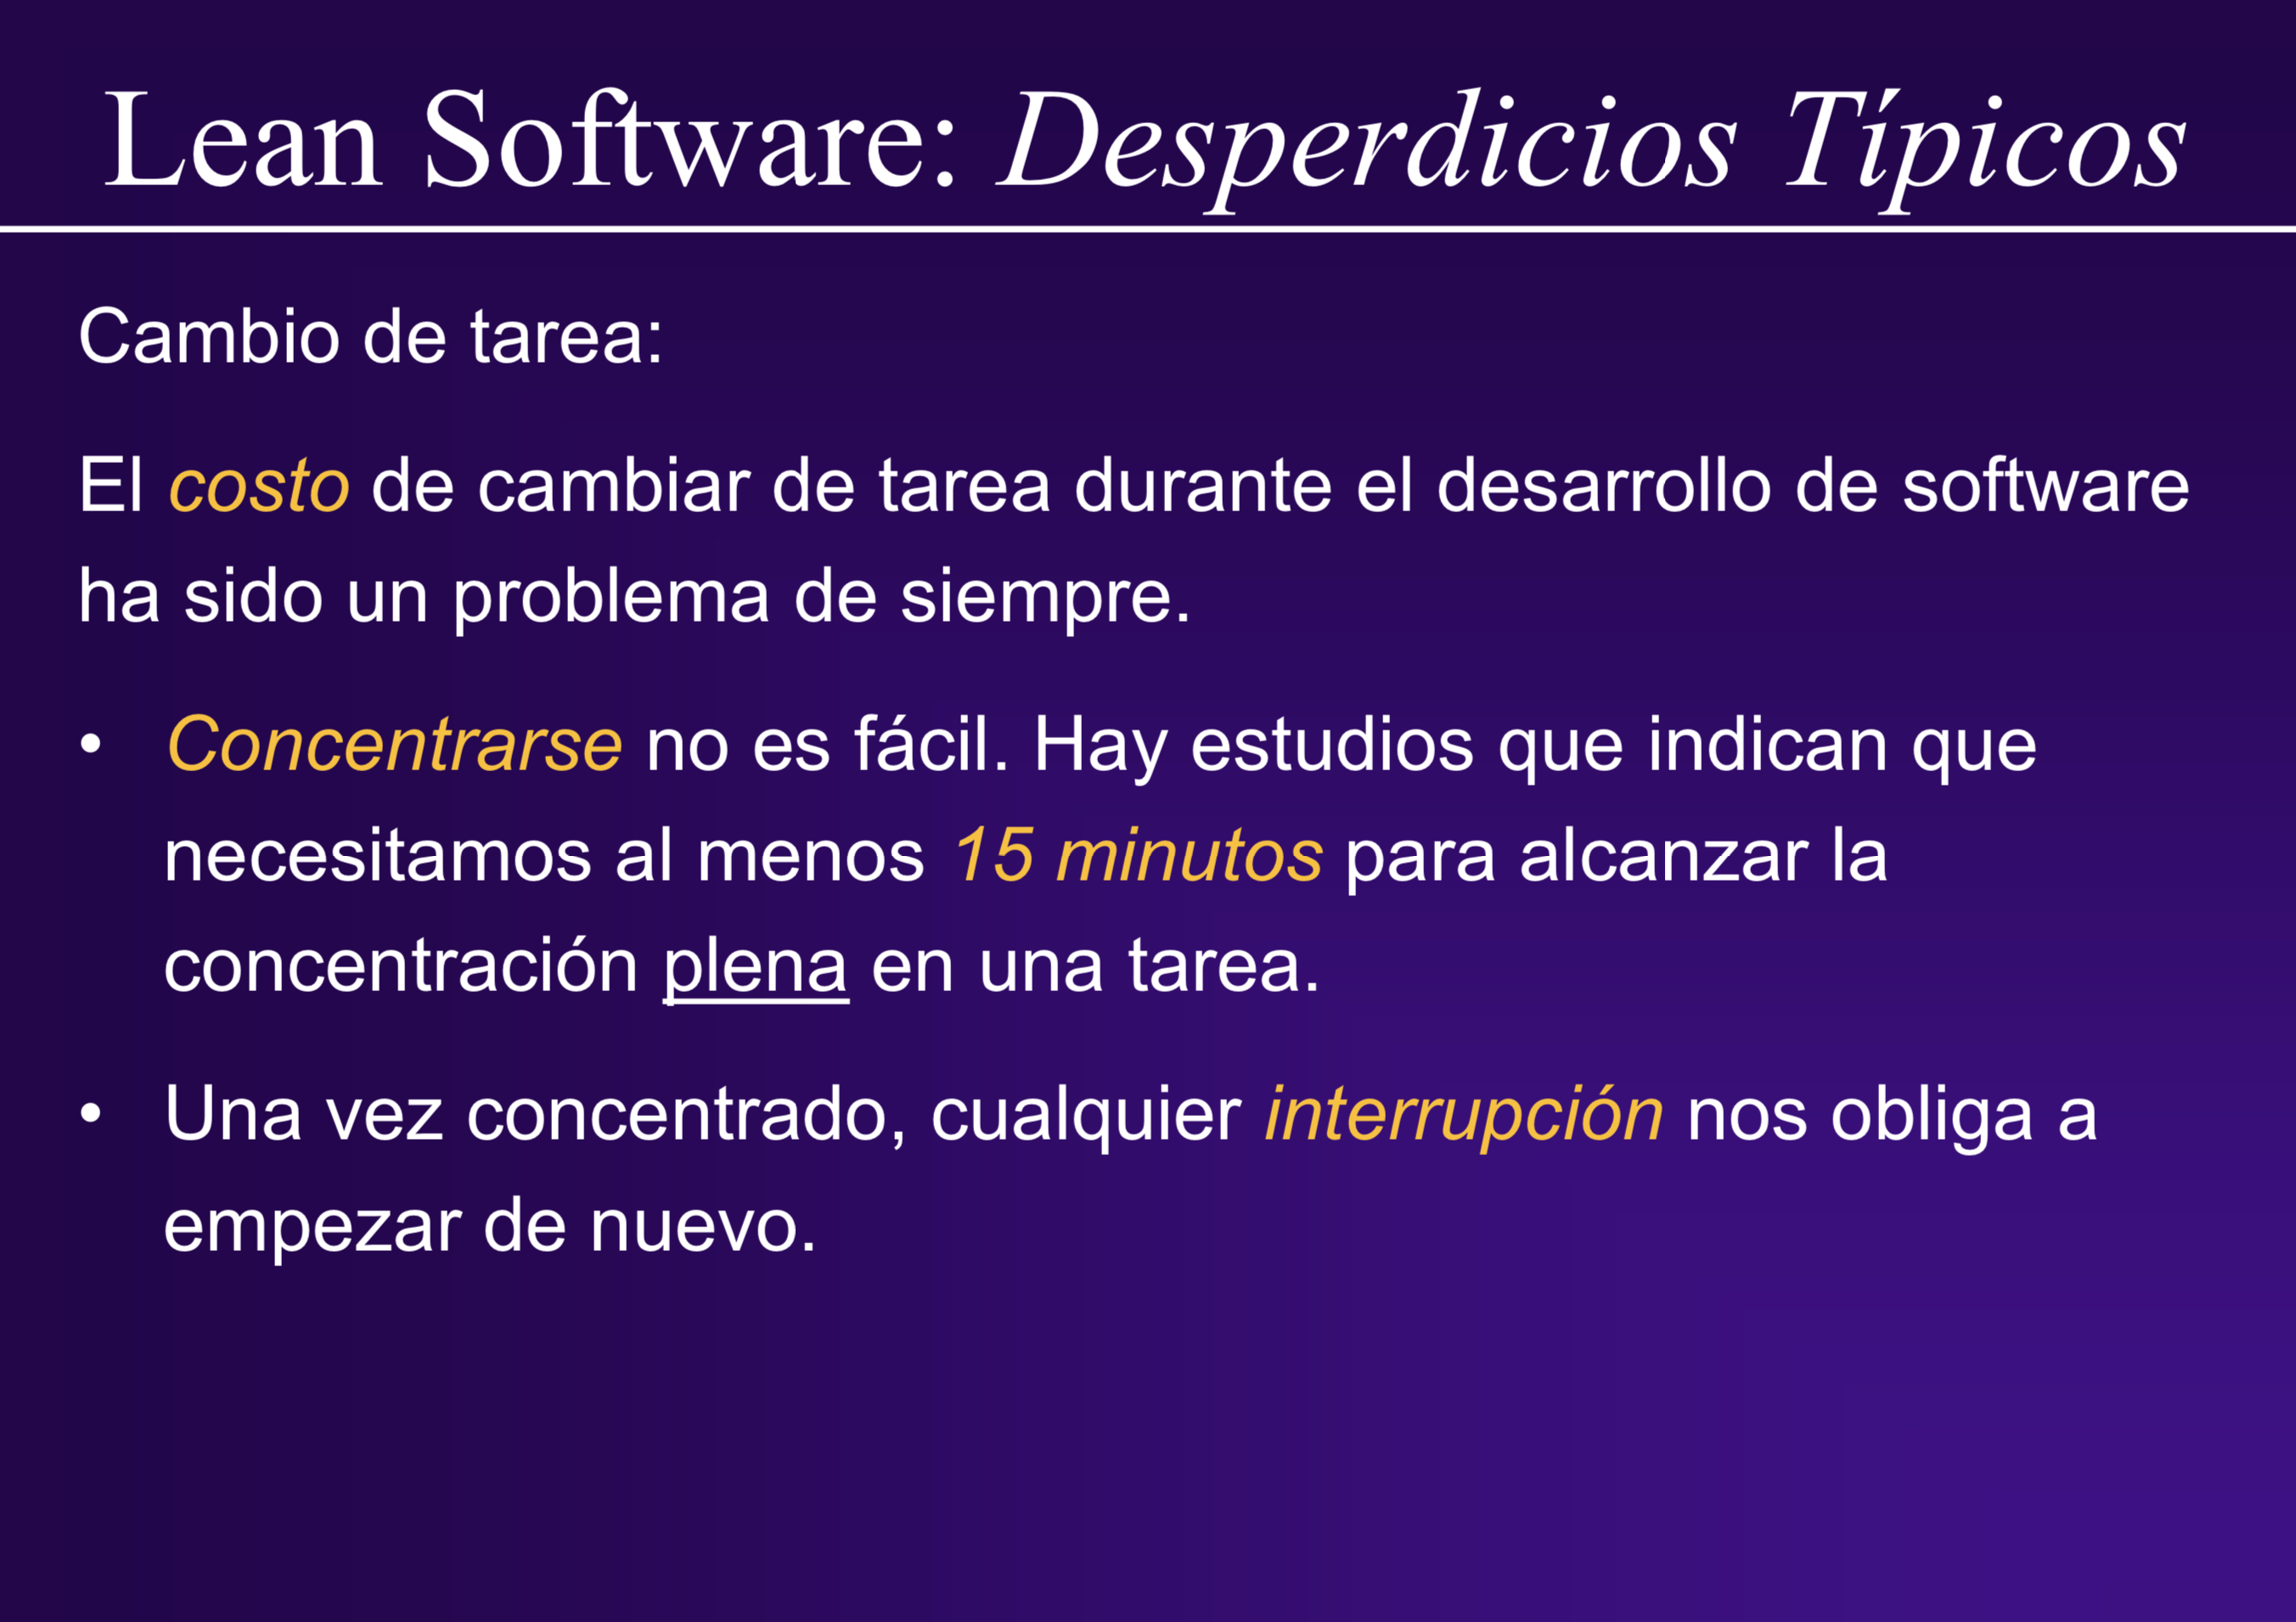 Lean Software: Desperdicios Típicos
Cambio de tarea:
El costo de cambiar de tarea durante el desarrollo de software
ha sido un problema de siempre.
• Concentrarse no es fácil. Hay estudios que indican que
necesitamos al menos 15 minutos para alcanzar la
concentración plena en una tarea.
• Una vez concentrado, cualquier interrupción nos obliga a
empezar de nuevo.